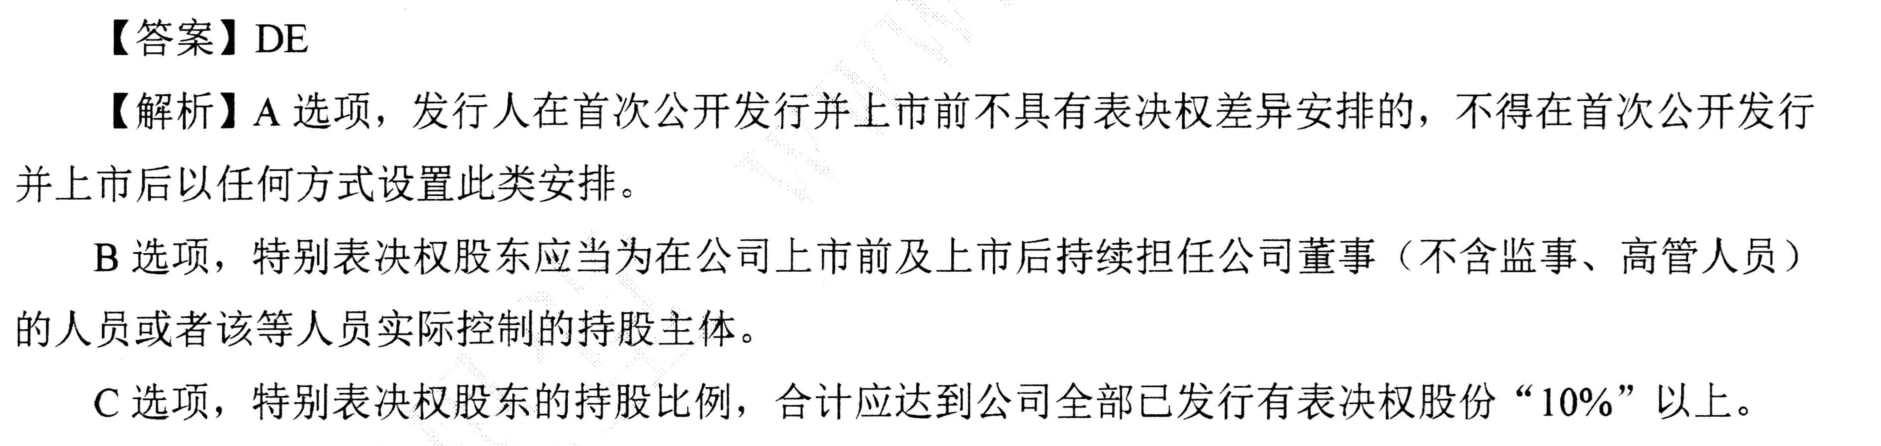 【答案】DE
【解析】A 选项，发行人在首次公开发行并上市前不具有表决权差异安排的，不得在首次公开发行
并上市后以任何方式设置此类安排。
B 选项，特别表决权股东应当为在公司上市前及上市后持续担任公司董事（不含监事、高管人员）
的人员或者该等人员实际控制的持股主体。
C 选项，特别表决权股东的持股比例，合计应达到公司全部已发行有表决权股份“10%”以上。